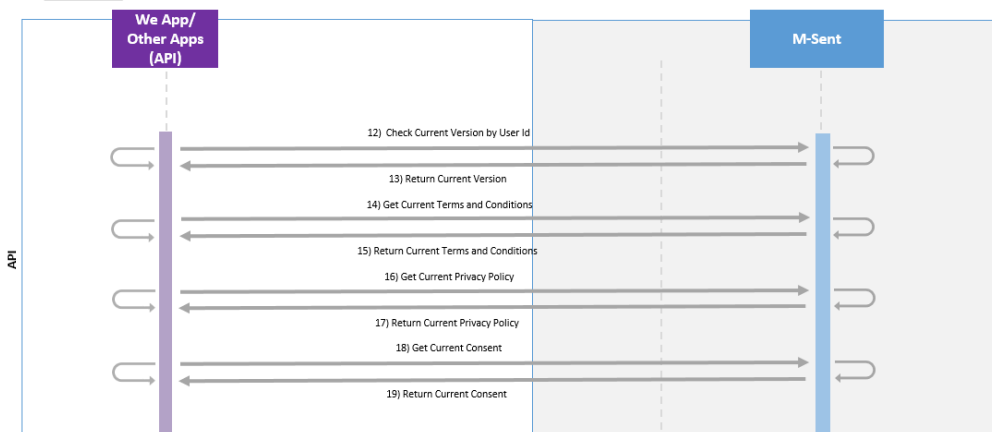 We App/
Other Apps
(API)
M-Sent
12) Check Current Version by User Id
13) Return Current Version
14) Get Current Terms and Conditions
15) Return Current Terms and Conditions
API
16) Get Current Privacy Policy
17) Return Current Privacy Policy
18) Get Current Consent
19) Return Current Consent